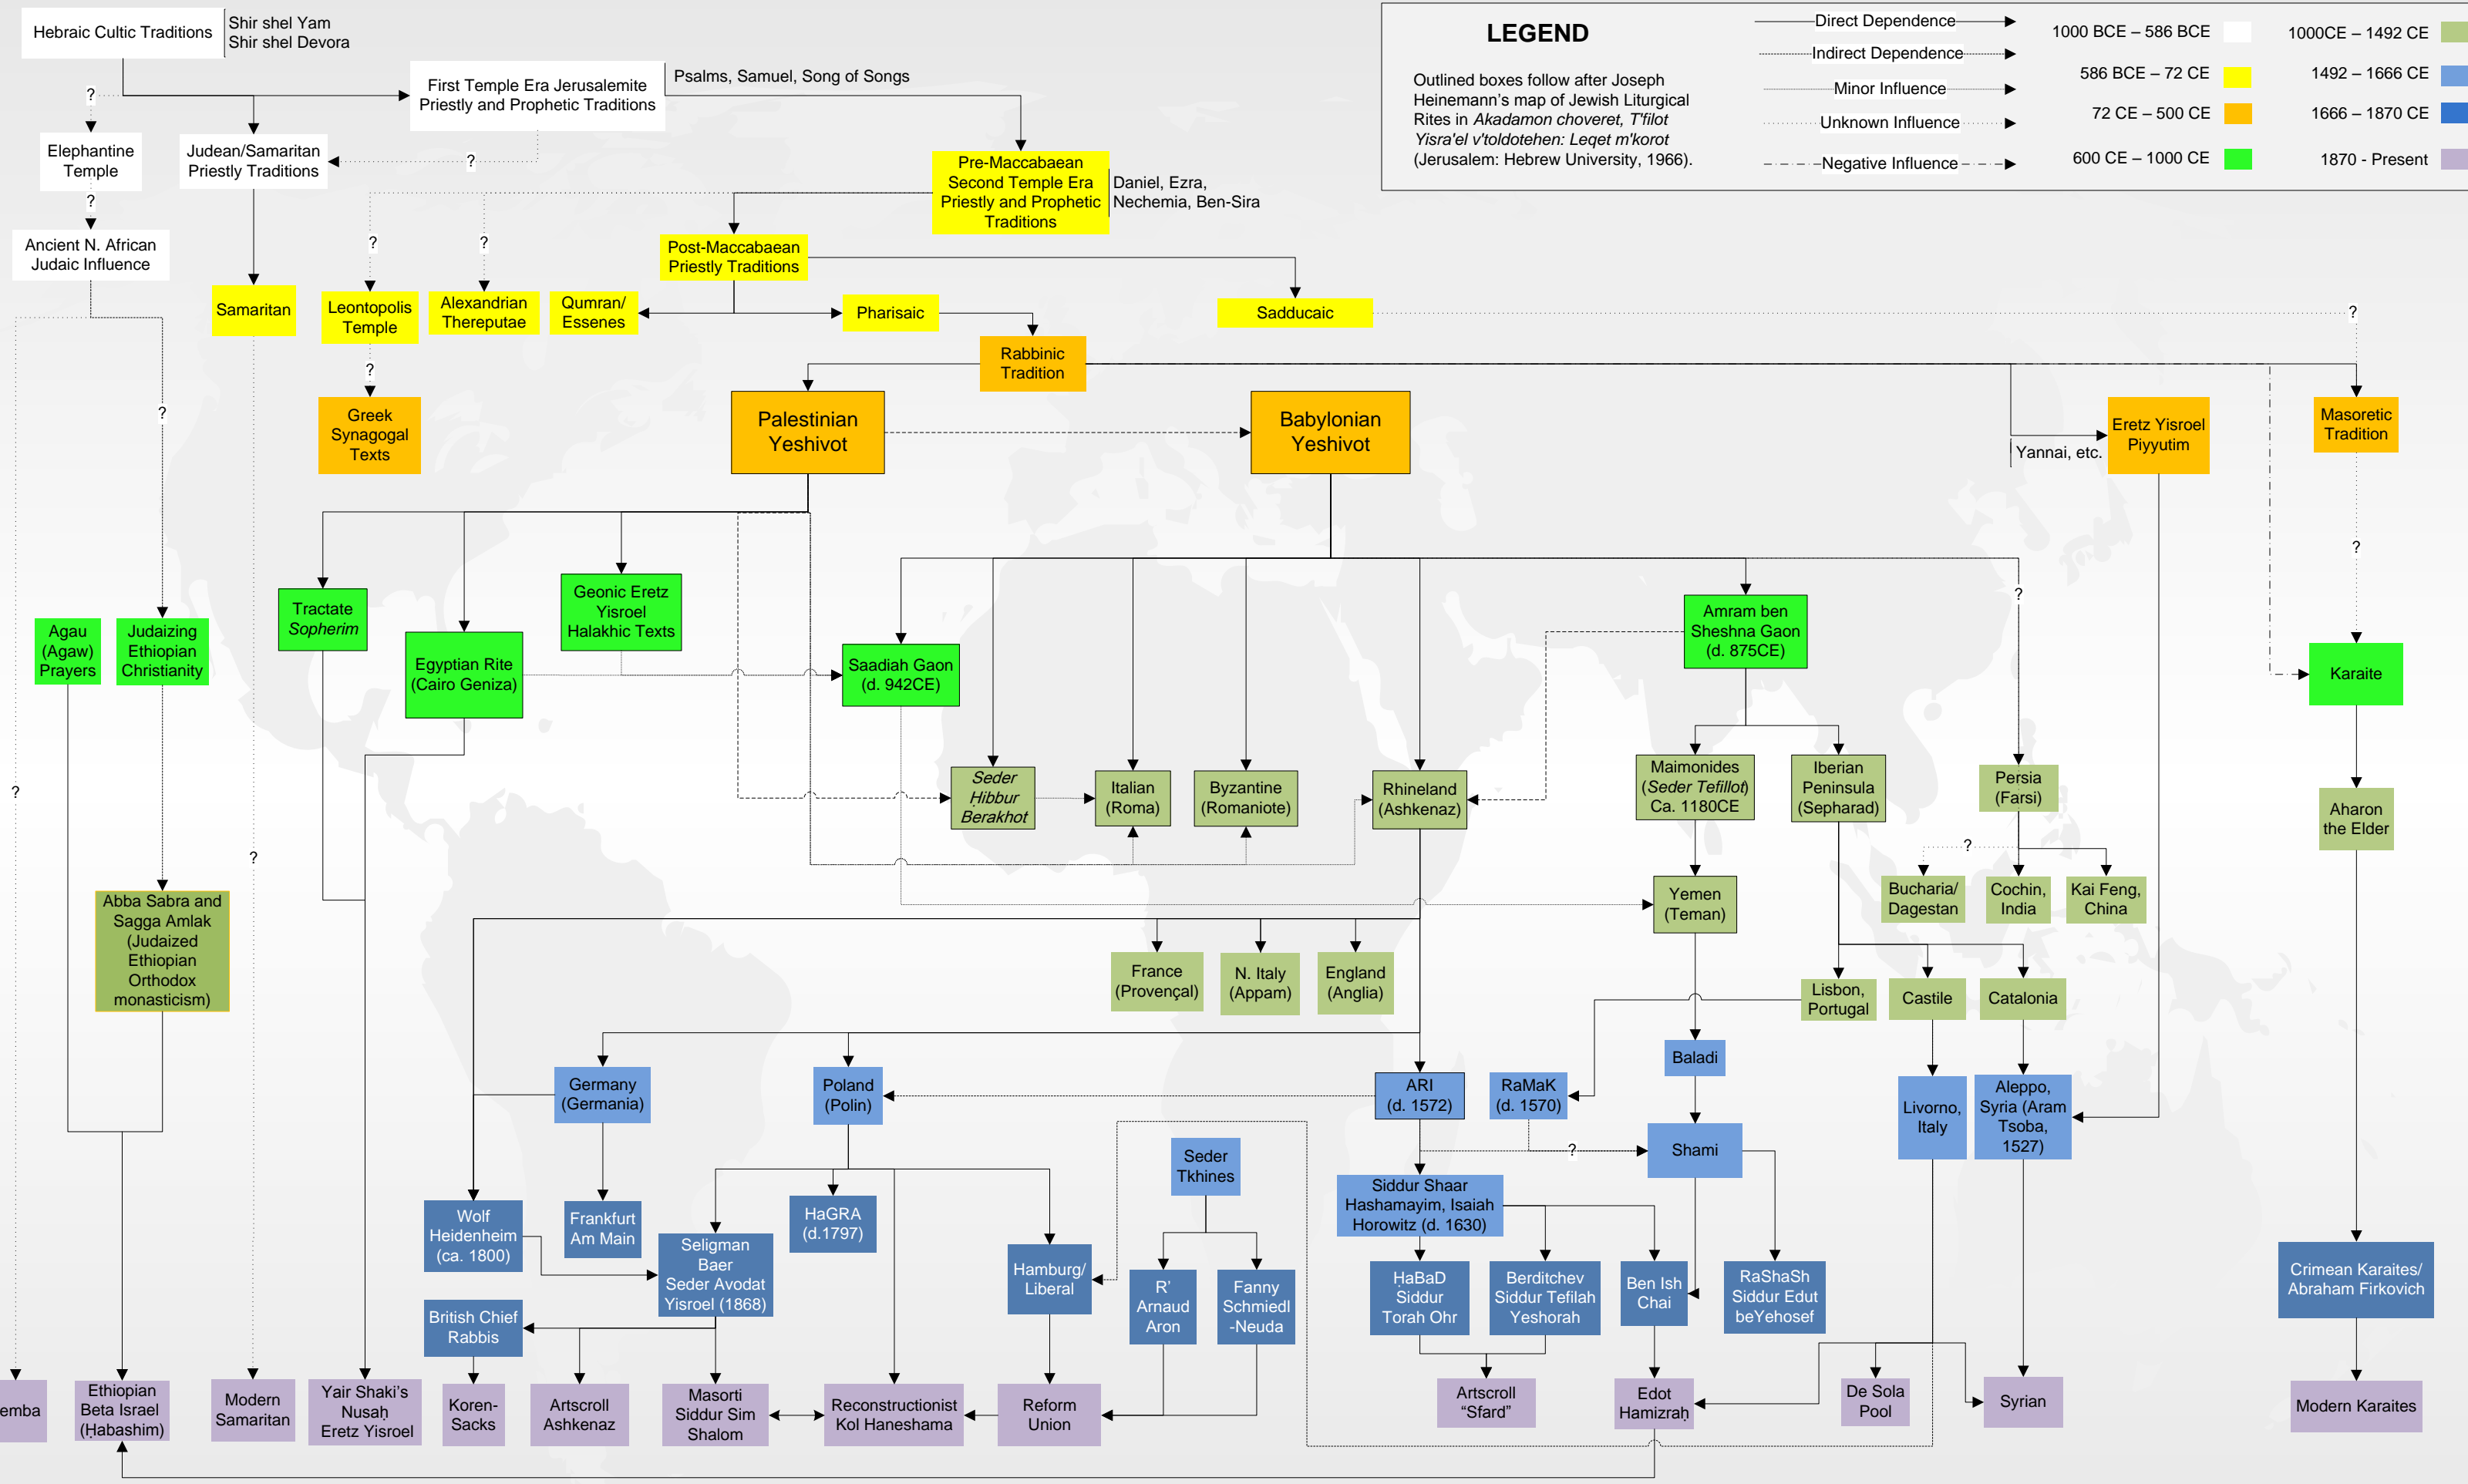 Hebraic Cultic Traditions
Shir shel Yam
Shir shel Devora
LEGEND
Outlined boxes follow after Joseph
Heinemann’s map of Jewish Liturgical
Rites in Akadamon choveret, T'filot
Yisra'el v'toldotehen: Leqet m'korot
(Jerusalem: Hebrew University, 1966).
Direct Dependence
Indirect Dependence
Minor Influence
Unknown Influence
Negative Influence
1000 BCE – 586 BCE
586 BCE – 72 CE
72 CE – 500 CE
600 CE – 1000 CE
1000CE – 1492 CE
1492 – 1666 CE
1666 – 1870 CE
1870 - Present
First Temple Era Jerusalemite
Priestly and Prophetic Traditions
Psalms, Samuel, Song of Songs
?
Elephantine
Temple
Judean/Samaritan
Priestly Traditions
?
Pre-Maccabaean
Second Temple Era
Priestly and Prophetic
Traditions
Daniel, Ezra,
Nechemia, Ben-Sira
?
Ancient N. African
Judaic Influence
?
?
Post-Maccabaean
Priestly Traditions
Samaritan
Leontopolis
Temple
Alexandrian
Thereputae
Qumran/
Essenes
Pharisaic
Sadducaic
?
Rabbinic
Tradition
?
?
Greek
Synagogal
Texts
Palestinian
Yeshivot
Babylonian
Yeshivot
Yannai, etc.
Eretz Yisroel
Piyyutim
Masoretic
Tradition
?
?
Agau
(Agaw)
Prayers
Judaizing
Ethiopian
Christianity
Tractate
Sopherim
Egyptian Rite
(Cairo Geniza)
Geonic Eretz
Yisroel
Halakhic Texts
Saadiah Gaon
(d. 942CE)
Amram ben
Sheshna Gaon
(d. 875CE)
Karaite
?
Seder
Ḥibbur
Berakhot
Italian
(Roma)
Byzantine
(Romaniote)
Rhineland
(Ashkenaz)
Maimonides
(Seder Tefillot)
Ca. 1180CE
Iberian
Peninsula
(Sepharad)
Persia
(Farsi)
Aharon
the Elder
?
?
Abba Sabra and
Sagga Amlak
(Judaized
Ethiopian
Orthodox
monasticism)
Yemen
(Teman)
Bucharia/
Dagestan
Cochin,
India
Kai Feng,
China
France
(Provençal)
N. Italy
(Appam)
England
(Anglia)
Lisbon,
Portugal
Castile
Catalonia
Baladi
Germany
(Germania)
Poland
(Polin)
ARI
(d. 1572)
RaMaK
(d. 1570)
Livorno,
Italy
Aleppo,
Syria (Aram
Tsoba,
1527)
Seder
Tkhines
?
Shami
Siddur Shaar
Hashamayim, Isaiah
Horowitz (d. 1630)
Wolf
Heidenheim
(ca. 1800)
Frankfurt
Am Main
HaGRA
(d.1797)
Seligman
Baer
Seder Avodat
Yisroel (1868)
Hamburg/
Liberal
R’
Arnaud
Aron
Fanny
Schmiedl
-Neuda
ḤaBaD
Siddur
Torah Ohr
Berditchev
Siddur Tefilah
Yeshorah
Ben Ish
Chai
RaShaSh
Siddur Edut
beYehosef
Crimean Karaites/
Abraham Firkovich
British Chief
Rabbis
emba
Ethiopian
Beta Israel
(Ḥabashim)
Modern
Samaritan
Yair Shaki’s
Nusaḥ
Eretz Yisroel
Koren-
Sacks
Artscroll
Ashkenaz
Masorti
Siddur Sim
Shalom
Reconstructionist
Kol Haneshama
Reform
Union
Artscroll
“Sfard”
Edot
Hamizraḥ
De Sola
Pool
Syrian
Modern Karaites